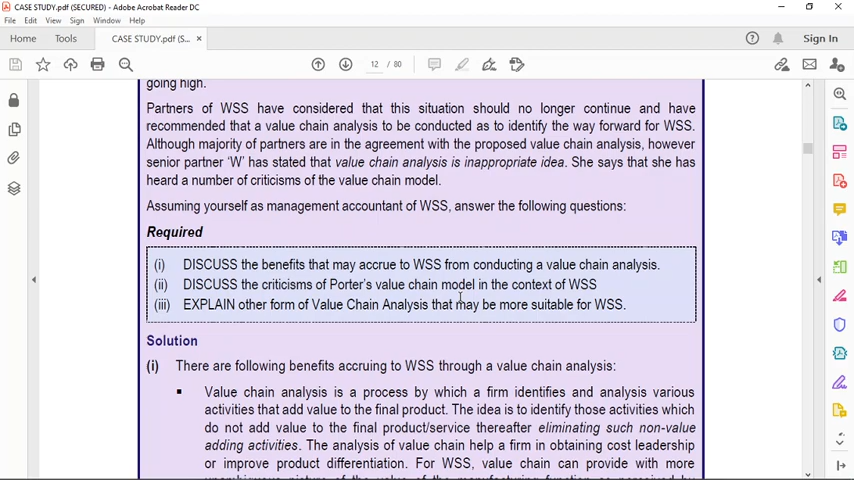 CASE STUDY.pdf (SECURED) - Adobe Acrobat Reader DC
File Edit View Sign Window Help
Home Tools CASE STUDY.pdf (S... × Sign In
12 / 80
going high.
Partners of WSS have considered that this situation should no longer continue and have
recommended that a value chain analysis to be conducted as to identify the way forward for WSS.
Although majority of partners are in the agreement with the proposed value chain analysis, however
senior partner ‘W’ has stated that value chain analysis is inappropriate idea. She says that she has
heard a number of criticisms of the value chain model.
Assuming yourself as management accountant of WSS, answer the following questions:
Required
(i) DISCUSS the benefits that may accrue to WSS from conducting a value chain analysis.
(ii) DISCUSS the criticisms of Porter’s value chain model in the context of WSS
(iii) EXPLAIN other form of Value Chain Analysis that may be more suitable for WSS.
Solution
(i) There are following benefits accruing to WSS through a value chain analysis:
▪ Value chain analysis is a process by which a firm identifies and analysis various
activities that add value to the final product. The idea is to identify those activities which
do not add value to the final product/service thereafter eliminating such non-value
adding activities. The analysis of value chain help a firm in obtaining cost leadership
or improve product differentiation. For WSS, value chain can provide with more
unambiguous picture of the value of the manufacturing function as perceived by